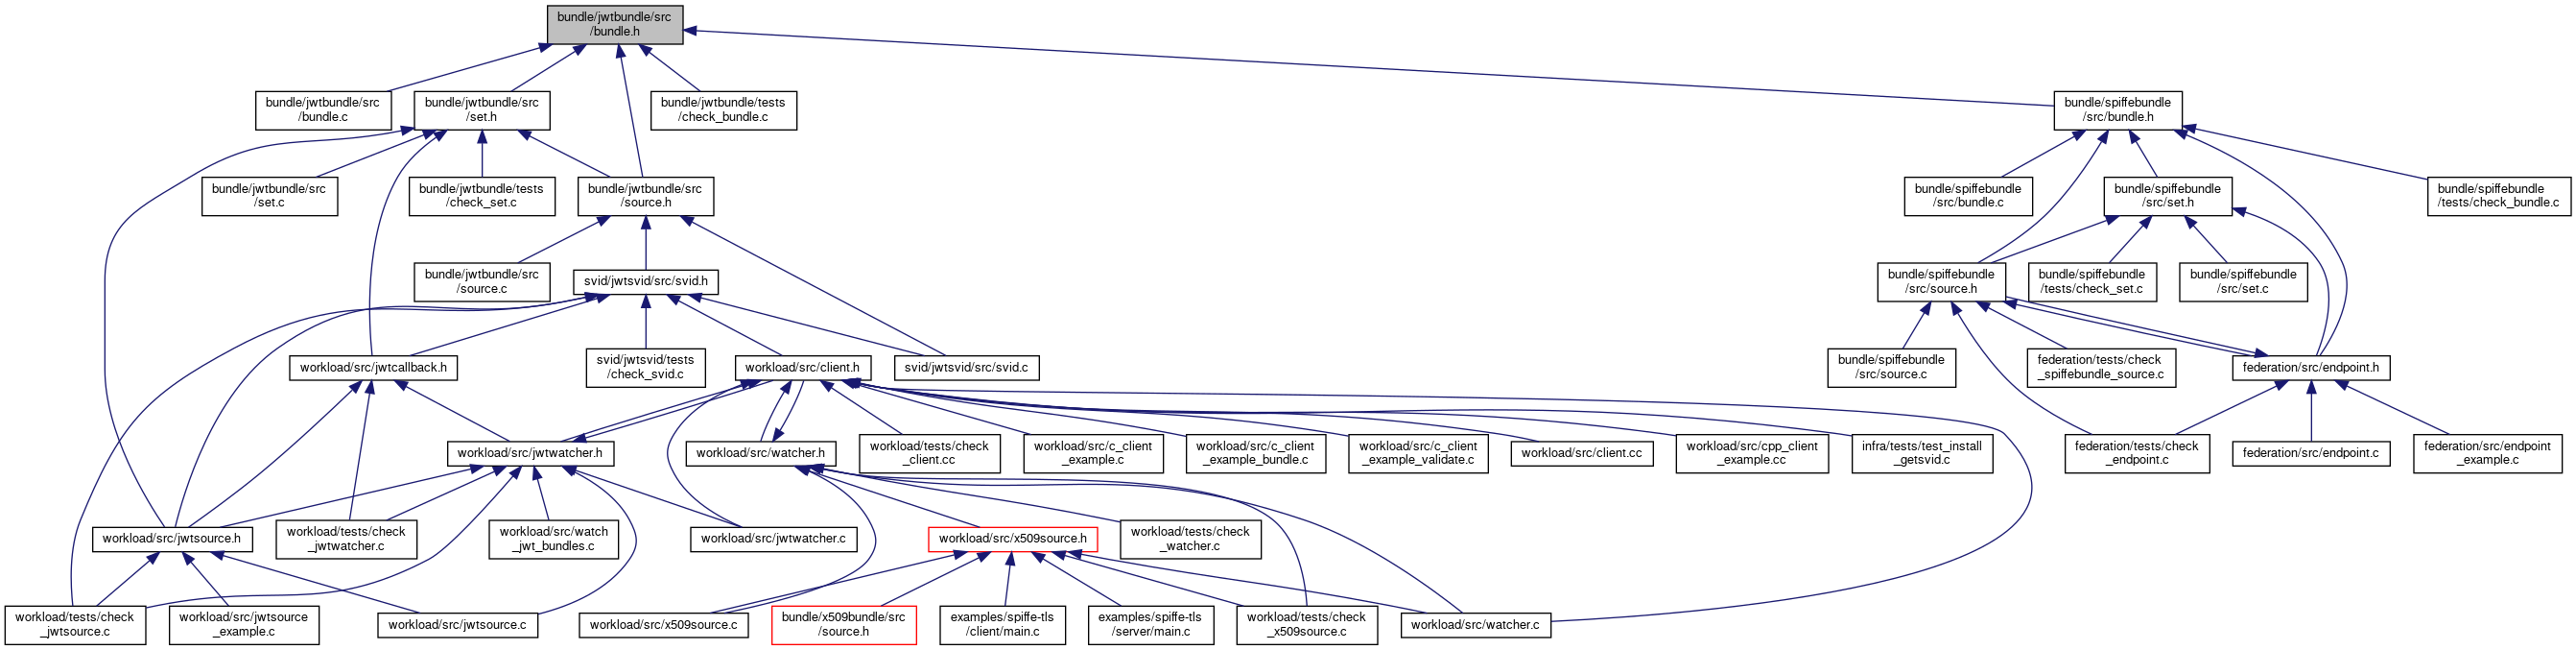 bundle/jwtbundle/src
/bundle.h
bundle/jwtbundle/src
/bundle.c
bundle/jwtbundle/src
/set.h
bundle/jwtbundle/tests
/check_bundle.c
bundle/spiffebundle
/src/bundle.h
bundle/jwtbundle/src
/set.c
bundle/jwtbundle/tests
/check_set.c
bundle/jwtbundle/src
/source.h
bundle/spiffebundle
/src/bundle.c
bundle/spiffebundle
/src/set.h
bundle/spiffebundle
/tests/check_bundle.c
bundle/jwtbundle/src
/source.c
svid/jwtsvid/src/svid.h
bundle/spiffebundle
/src/source.h
bundle/spiffebundle
/tests/check_set.c
bundle/spiffebundle
/src/set.c
workload/src/jwtcallback.h
svid/jwtsvid/tests
/check_svid.c
workload/src/client.h
svid/jwtsvid/src/svid.c
bundle/spiffebundle
/src/source.c
federation/tests/check
_spiffebundle_source.c
federation/src/endpoint.h
workload/src/jwtwatcher.h
workload/src/watcher.h
workload/tests/check
_client.cc
workload/src/c_client
_example.c
workload/src/c_client
_example_bundle.c
workload/src/c_client
_example_validate.c
workload/src/client.cc
workload/src/cpp_client
_example.cc
infra/tests/test_install
_getsvid.c
federation/tests/check
_endpoint.c
federation/src/endpoint.c
federation/src/endpoint
_example.c
workload/src/jwtsource.h
workload/tests/check
_jwtwatcher.c
workload/src/watch
_jwt_bundles.c
workload/src/jwtwatcher.c
workload/src/x509source.h
workload/tests/check
_watcher.c
workload/tests/check
_jwtsource.c
workload/src/jwtsource
_example.c
workload/src/jwtsource.c
workload/src/x509source.c
bundle/x509bundle/src
/source.h
examples/spiffe-tls
/client/main.c
examples/spiffe-tls
/server/main.c
workload/tests/check
_x509source.c
workload/src/watcher.c